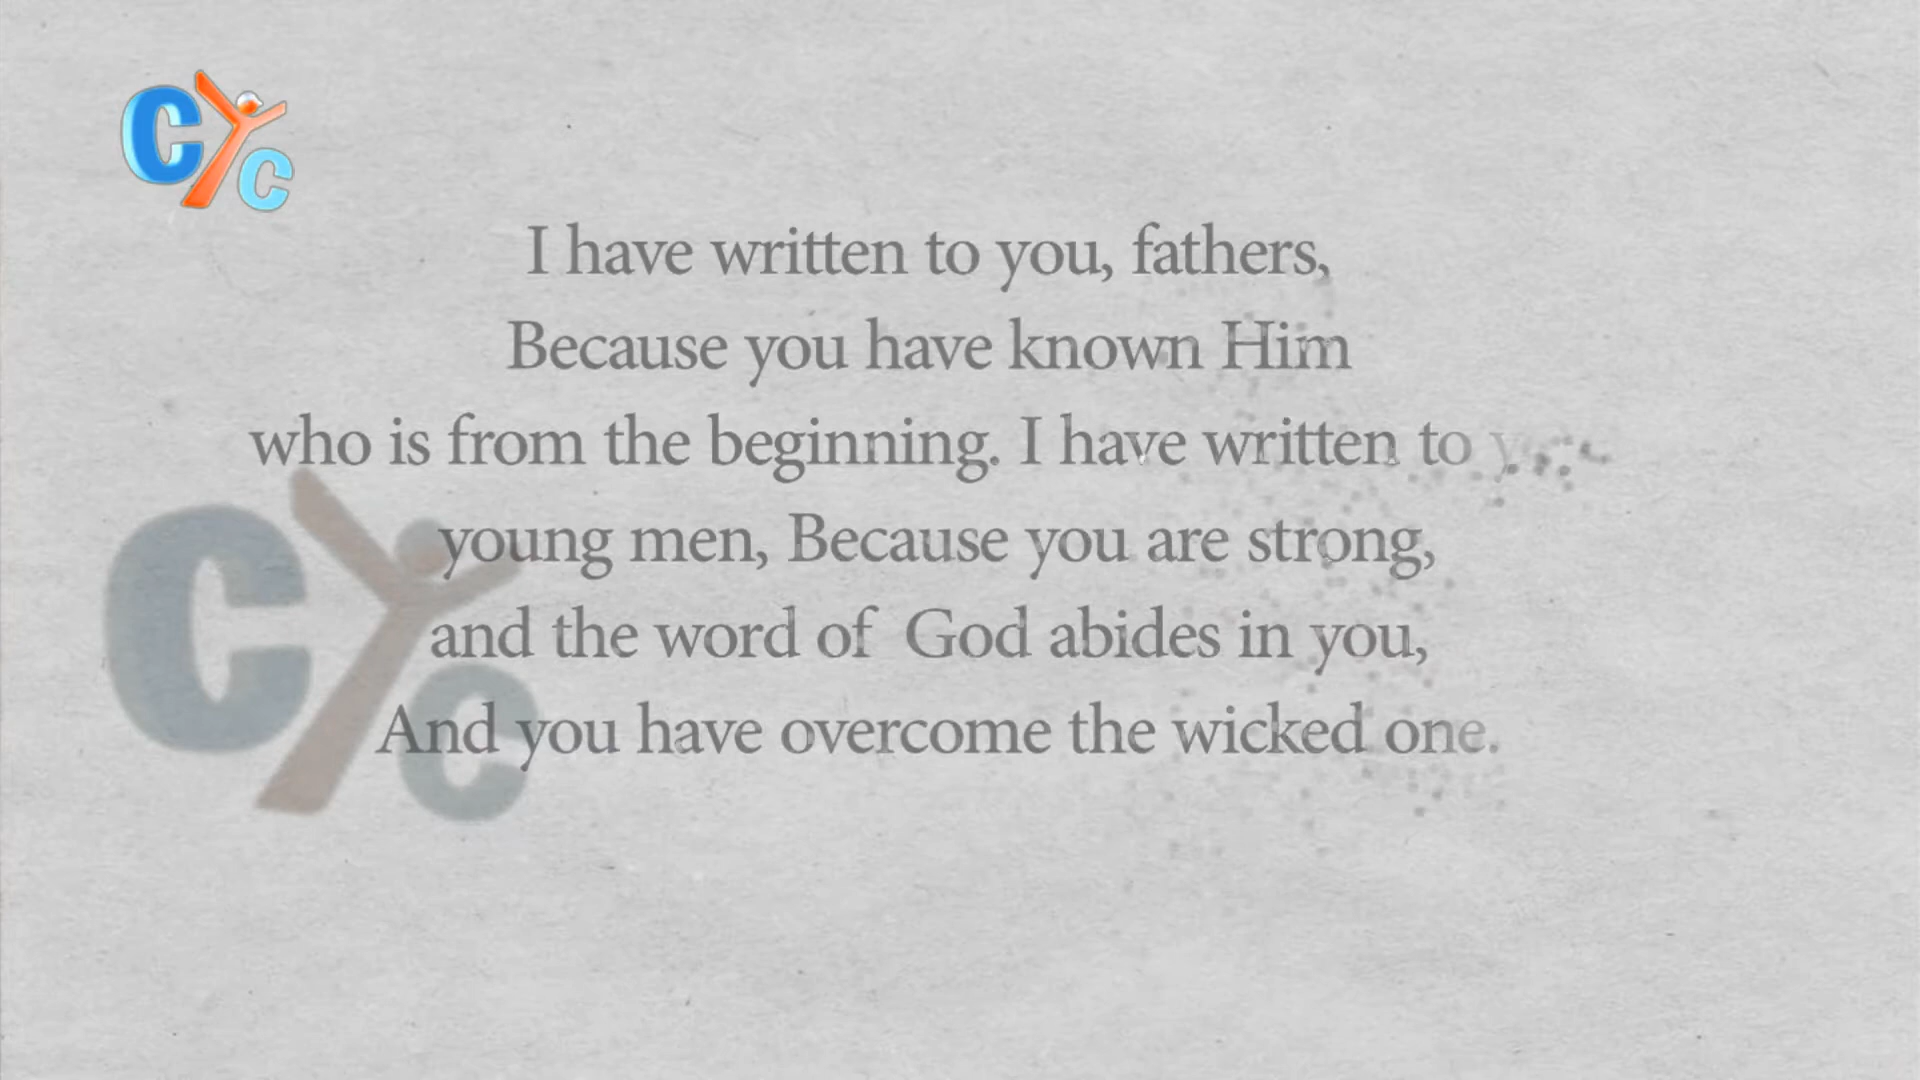 CYC
I have written to you, fathers,
Because you have known Him
who is from the beginning. I have written to
young men, Because you are strong,
and the word of God abides in you,
And you have overcome the wicked one.
CYC